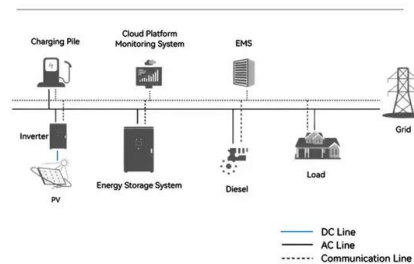 Charging Pile
Cloud Platform
Monitoring System
EMS
Grid
Inverter
PV
Energy Storage System
Diesel
Load
DC Line
AC Line
Communication Line